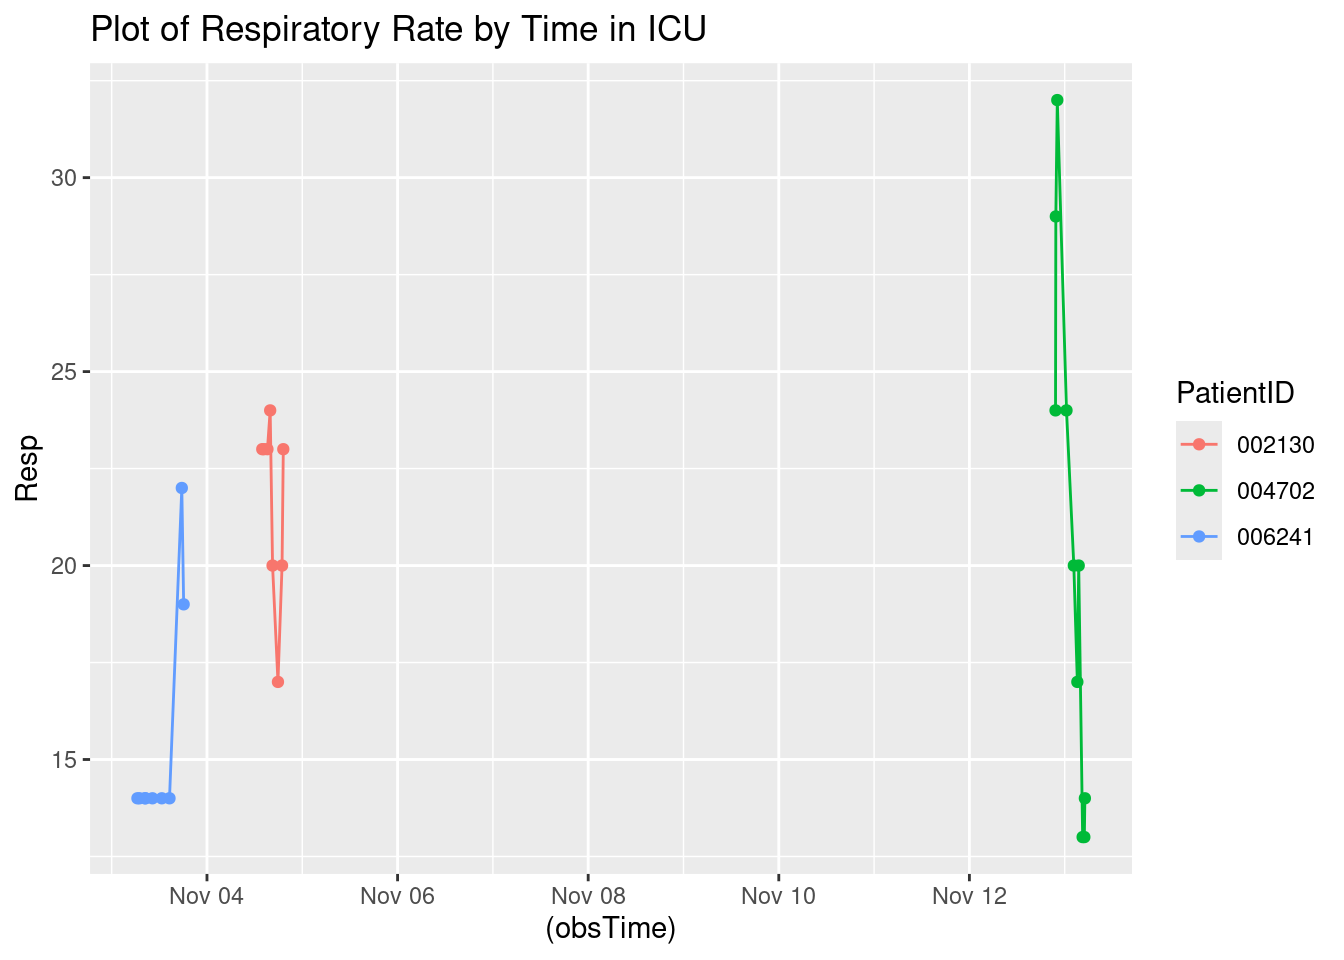 Plot of Respiratory Rate by Time in ICU
30
25
20
15
Resp
Nov 04 Nov 06 Nov 08 Nov 10 Nov 12
(obsTime)
PatientID
002130
004702
006241